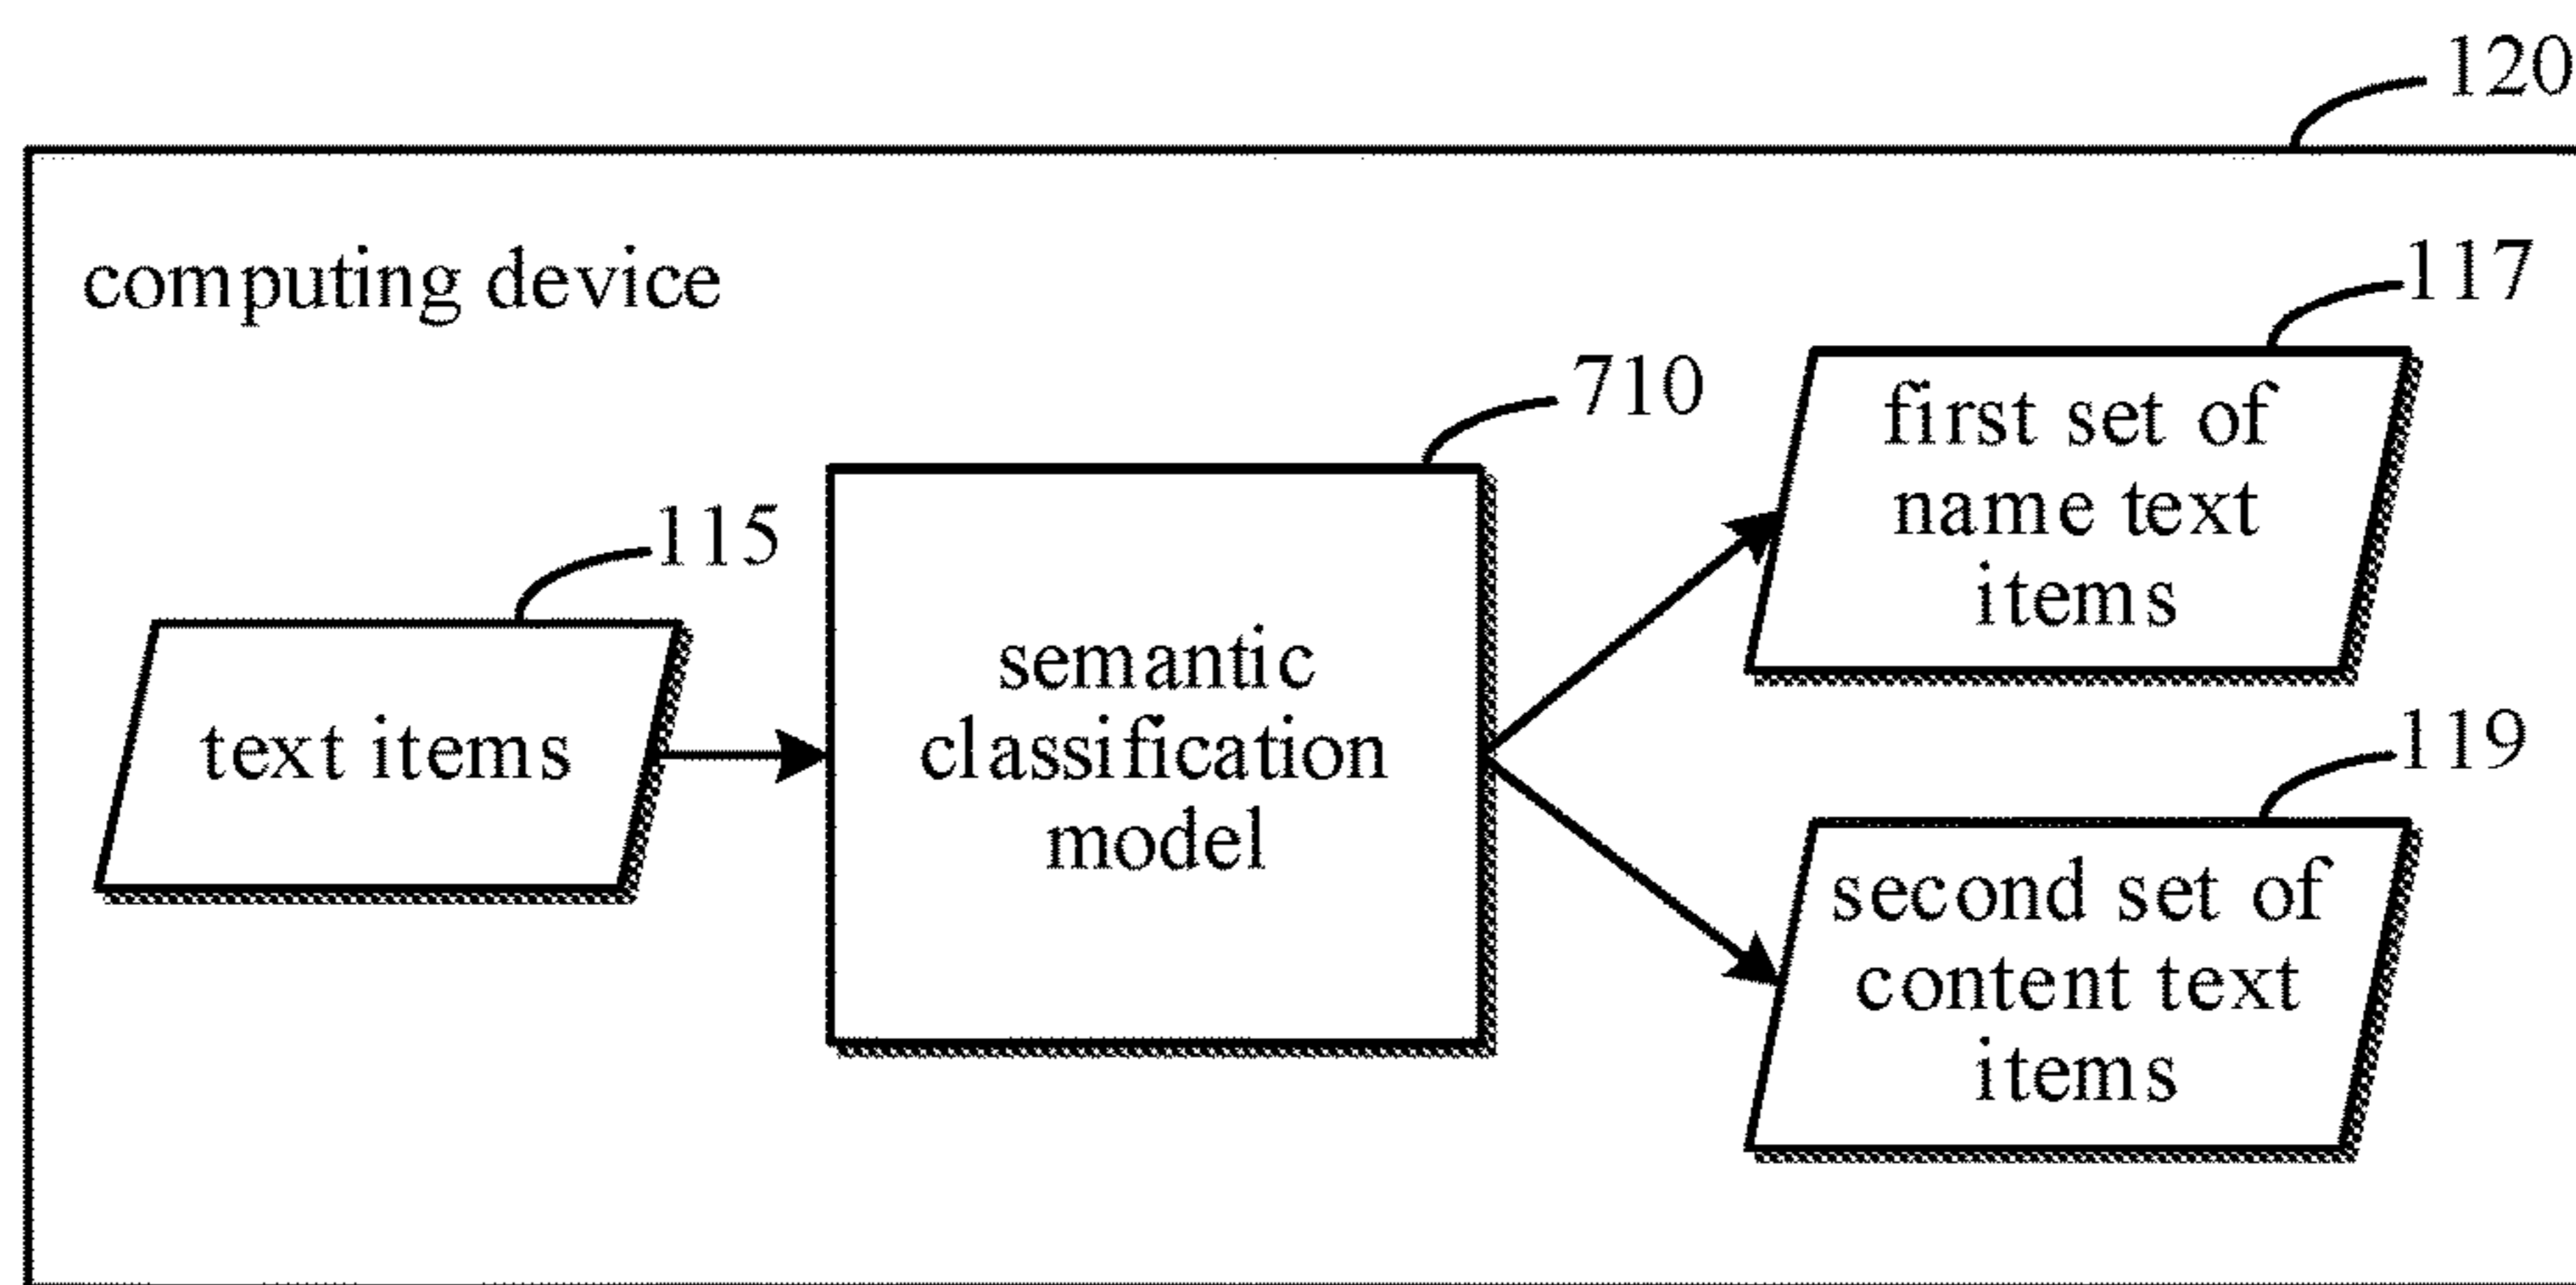 120
computing device
117
first set of
name text
items
710
115
text items
semantic
classification
model
119
second set of
content text
items